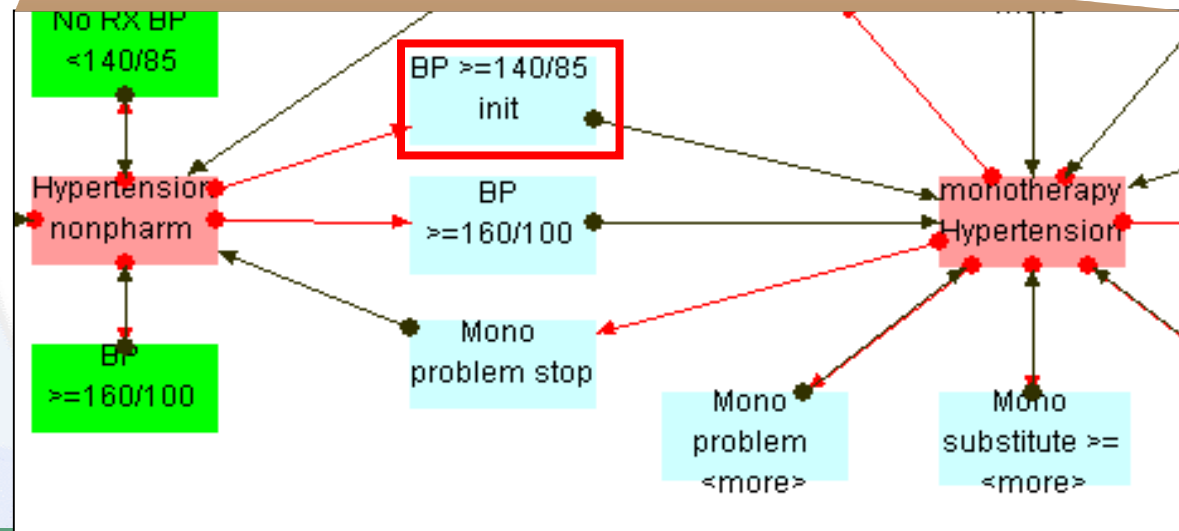 No RX BP
<140/85
BP >=140/85
init
Hypertension
nonpharm
BP
>=160/100
monotherapy
Hypertension
BP
>=160/100
Mono
problem stop
Mono
problem
<more>
Mono
substitute >=
<more>